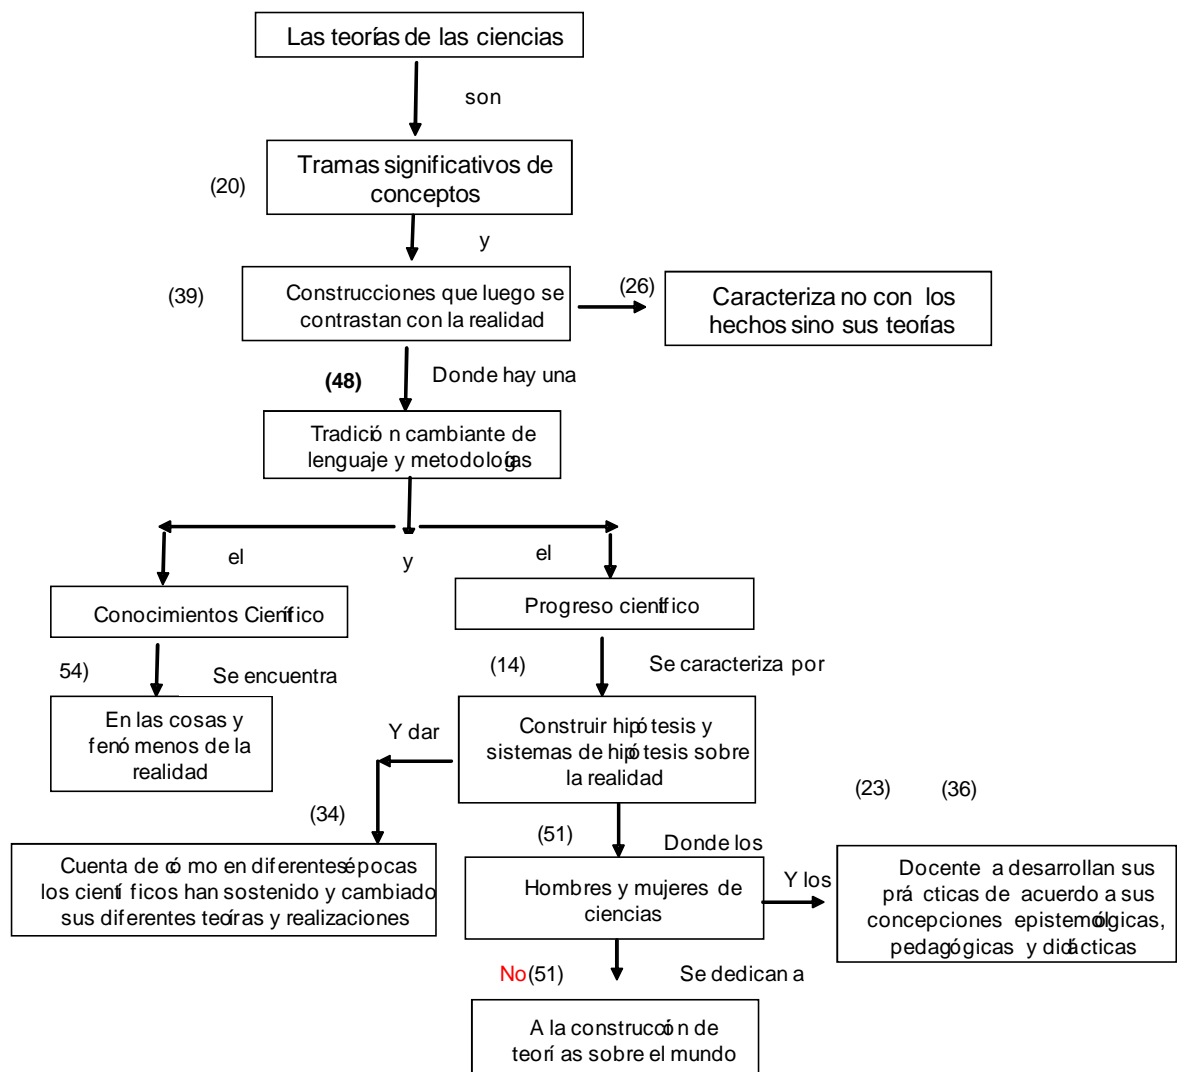 Las teorías de las ciencias
son
Tramas significativos de
conceptos
(20)
y
(39)
Construcciones que luego se
contrastan con la realidad
(26)
Caracteriza no con los
hechos sino sus teorías
(48)
Donde hay una
Tradición cambiante de
lenguaje y metodologías
el
y
el
Conocimientos Científico
Progreso científico
54)
Se encuentra
(14)
Se caracteriza por
En las cosas y
fenómenos de la
realidad
Y dar
Construir hipótesis y
sistemas de hipótesis sobre
la realidad
(23)
(36)
(34)
(51)
Donde los
Cuenta de cómo en diferentes épocas
los científicos han sostenido y cambiado
sus diferentes teoíras y realizaciones
Hombres y mujeres de
ciencias
Y los
Docente a desarrollan sus
prácticas de acuerdo a sus
concepciones epistemológicas,
pedagógicas y didácticas
No(51)
Se dedican a
A la construcción de
teorías sobre el mundo